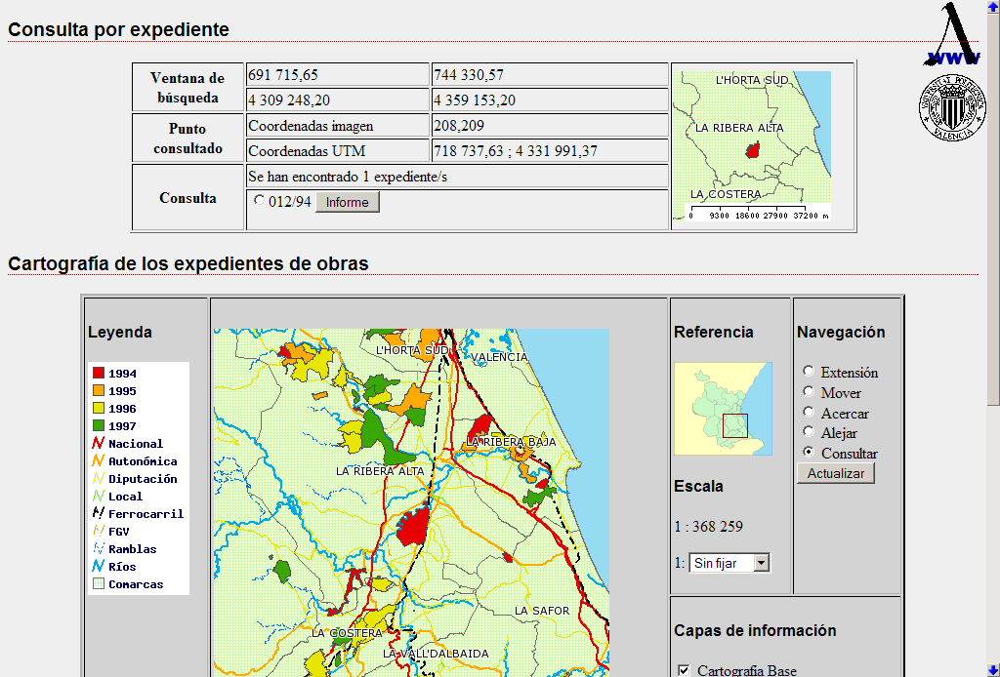 Consulta por expediente
WWW
UNIVERSITAT POLITECNICA
VALENCIA
Ventana de búsqueda
691 715,65
744 330,57
4 309 248,20
4 359 153,20
Punto consultado
Coordenadas imagen
208,209
Coordenadas UTM
718 737,63 ; 4 331 991,37
Consulta
Se han encontrado 1 expediente/s
012/94
Informe
L'HORTA SUD
LA RIBERA ALTA
LA COSTERA
0 9300 18600 27900 37200 m
Cartografía de los expedientes de obras
Leyenda
1994
1995
1996
1997
Nacional
Autonómica
Diputación
Local
Ferrocarril
FGV
Ramblas
Ríos
Comarcas
L'HORTA SUD
VALENCIA
LA RIBERA BAJA
LA RIBERA ALTA
LA SAFOR
LA COSTERA
LA VALL'DALBAIDA
Referencia
Escala
1 : 368 259
1: Sin fijar
Navegación
Extensión
Mover
Acercar
Alejar
Consultar
Actualizar
Capas de información
Cartografía Base